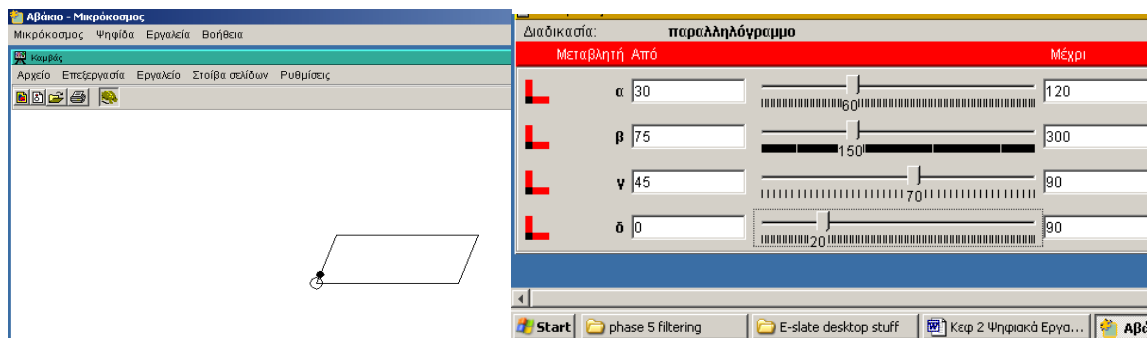 Αβάκιο - Μικρόκοσμος
Μικρόκοσμος Ψηφίδα Εργαλεία Βοήθεια
Καμβάς
Αρχείο Επεξεργασία Εργαλείο Στοίβα σελίδων Ρυθμίσεις
Διαδικασία: παραλληλόγραμμο
Μεταβλητή Από Μέχρι
α 30 60 120
β 75 150 300
γ 45 70 90
δ 0 20 90
Start phase 5 filtering E-slate desktop stuff Κεφ 2 Ψηφιακά Εργα...